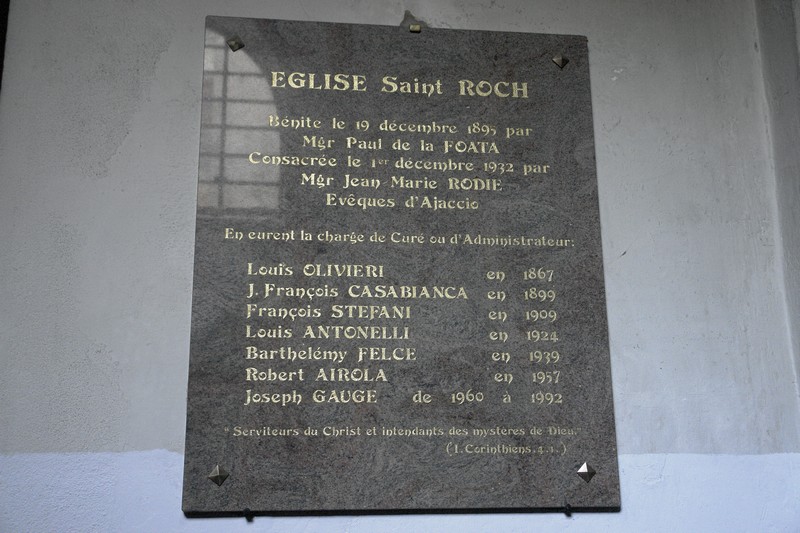 EGLISE Saint ROCH
Bénite le 19 décembre 1895 par
Mgr Paul de la FOATA
Consacrée le 1er décembre 1932 par
Mgr Jean-Marie RODIE
Evêques d'Ajaccio
En eurent la charge de Curé ou d'Administrateur:
Louis OLIVIERI en 1867
J. François CASABIANCA en 1899
François STEFANI en 1909
Louis ANTONELLI en 1924
Barthelémy FELCE en 1939
Robert AIROLA en 1957
Joseph GAUGE de 1960 à 1992
" Serviteurs du Christ et intendants des mystères de Dieu."
(1.Corinthiens.4.1.)